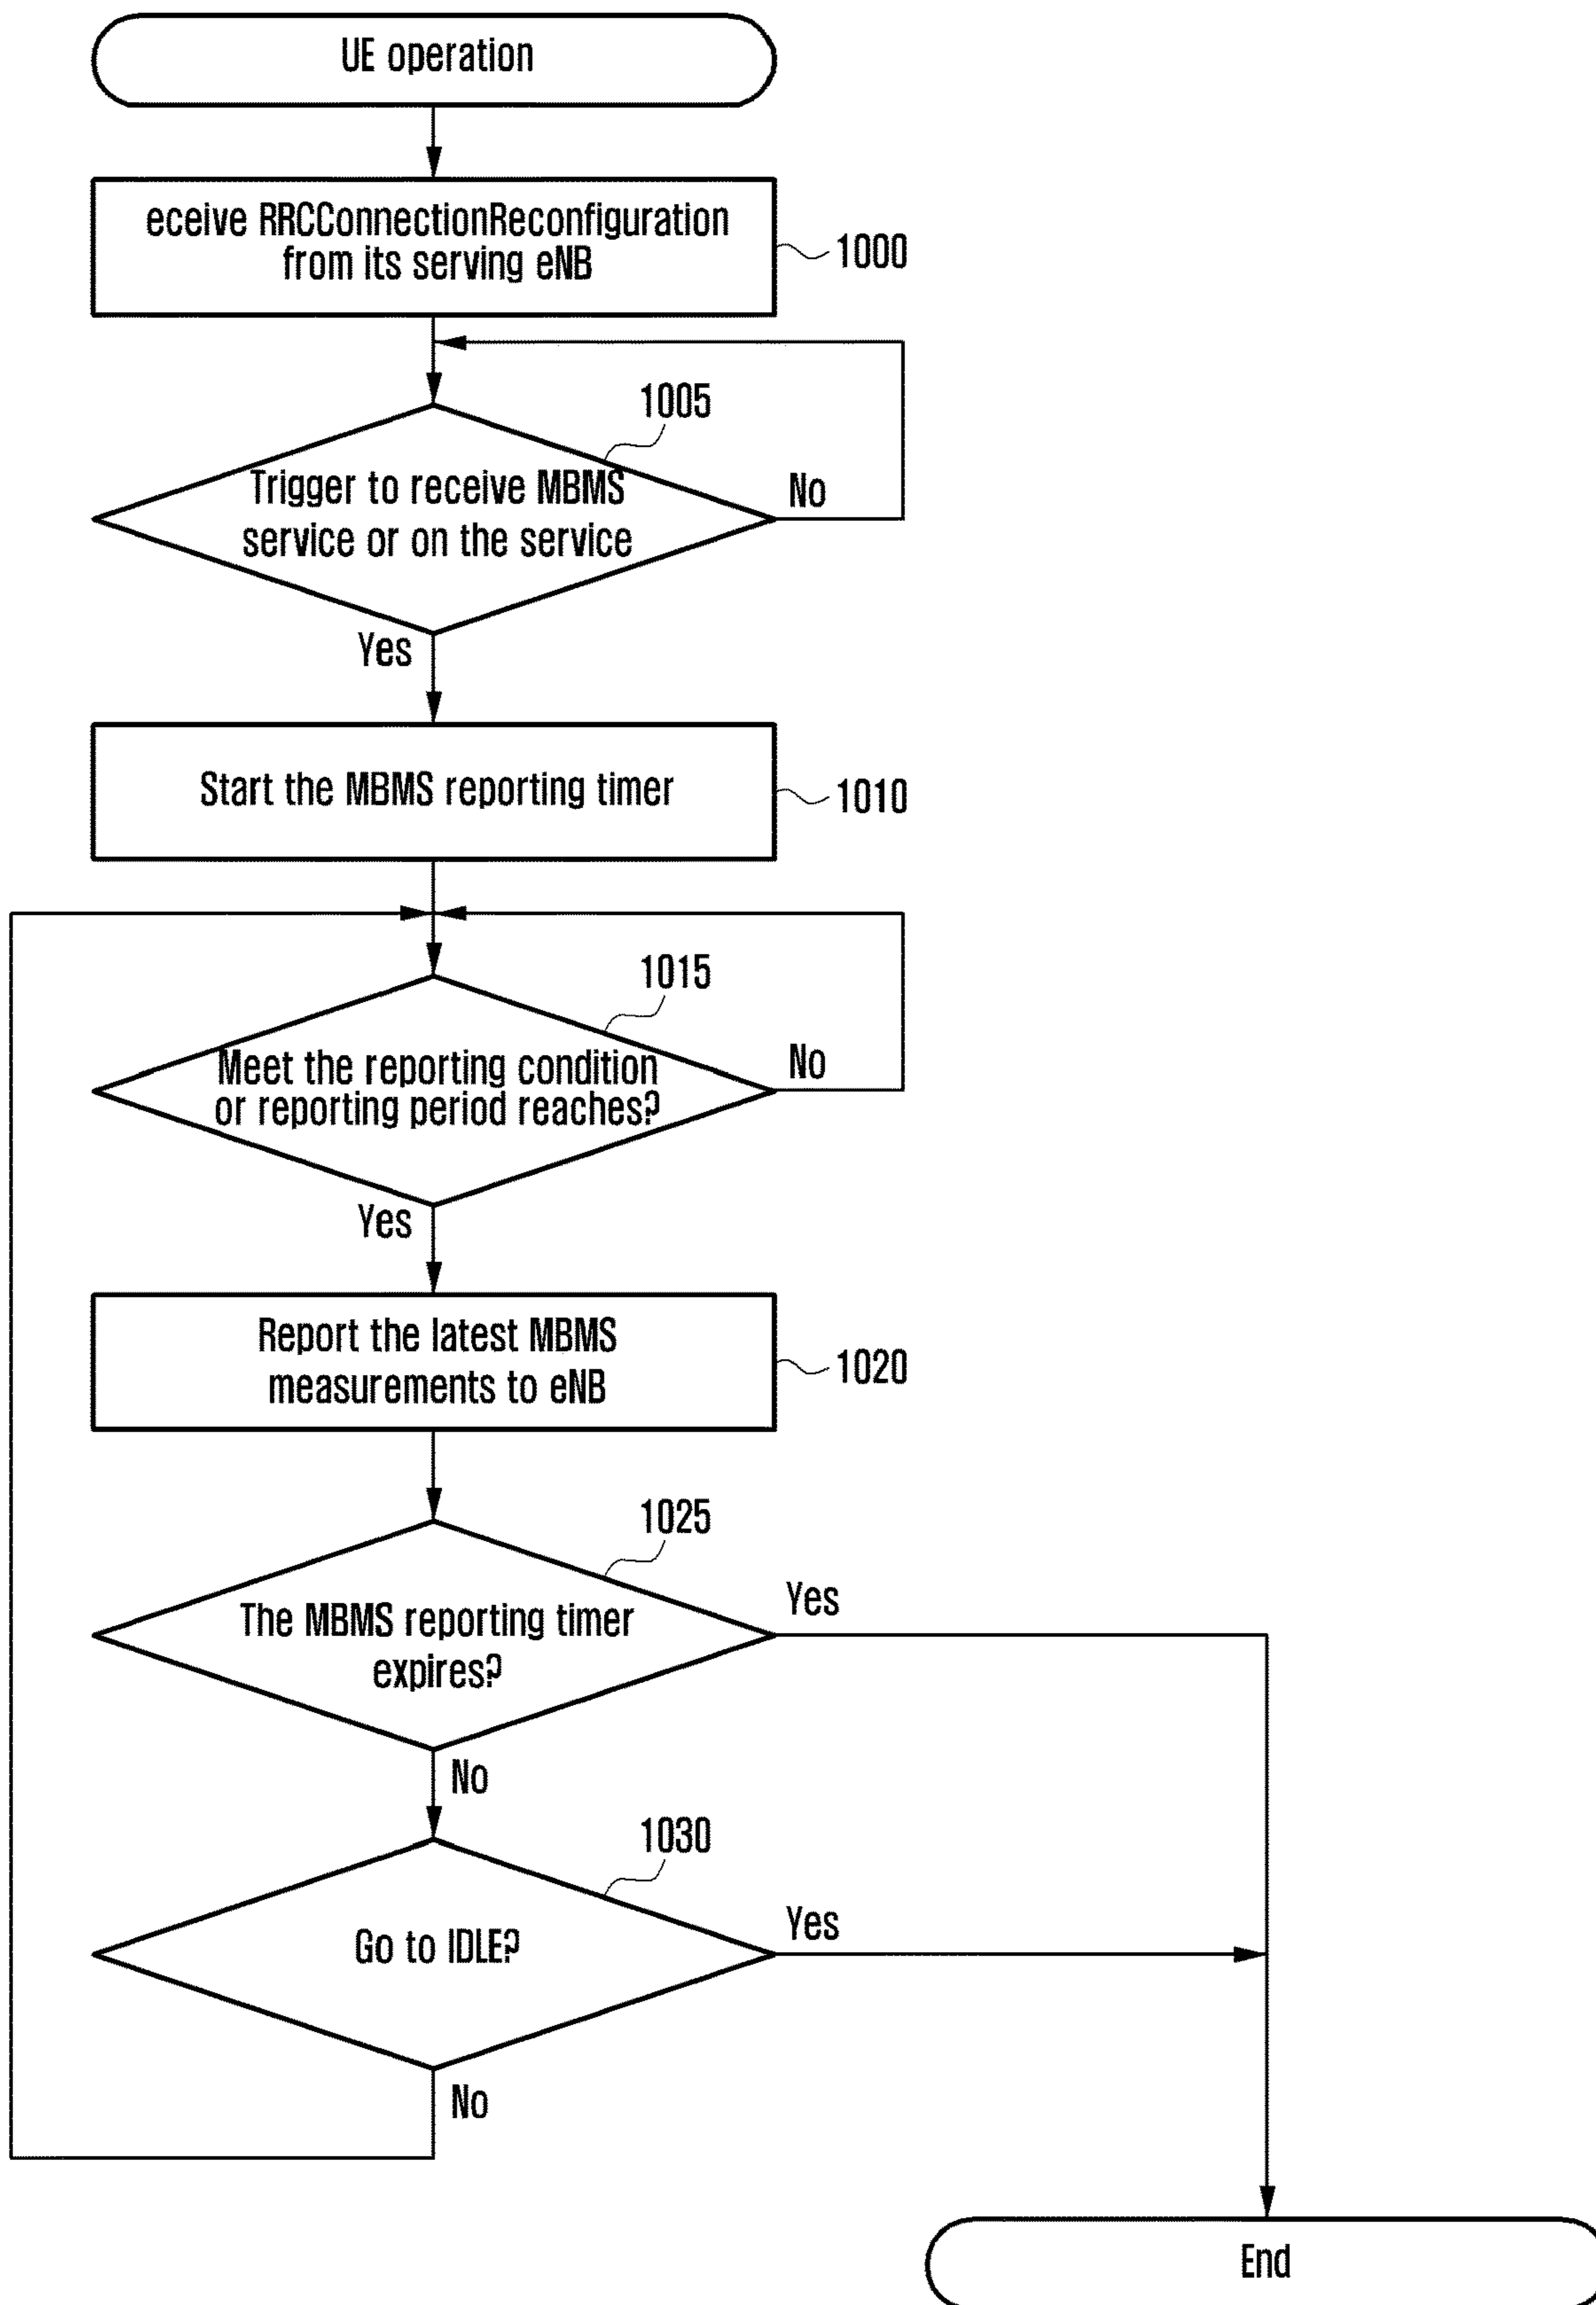 UE operation
eceive RRCConnectionReconfiguration
from its serving eNB
1000
1005
Trigger to receive MBMS
service or on the service
No
Yes
Start the MBMS reporting timer
1010
1015
Meet the reporting condition
or reporting period reaches?
No
Yes
Report the latest MBMS
measurements to eNB
1020
1025
The MBMS reporting timer
expires?
Yes
No
1030
Go to IDLE?
Yes
No
End